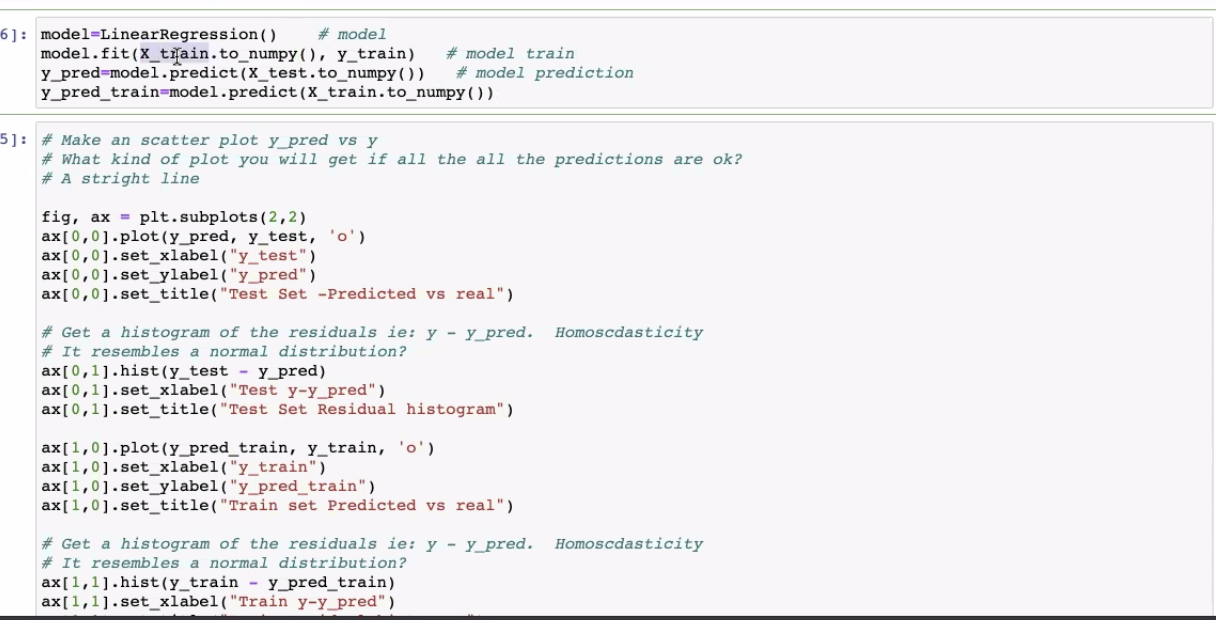 6]: model=LinearRegression()    # model
model.fit(X_train.to_numpy(), y_train)   # model train
y_pred=model.predict(X_test.to_numpy())   # model prediction
y_pred_train=model.predict(X_train.to_numpy())
5]: # Make an scatter plot y_pred vs y
# What kind of plot you will get if all the all the predictions are ok?
# A stright line
fig, ax = plt.subplots(2,2)
ax[0,0].plot(y_pred, y_test, 'o')
ax[0,0].set_xlabel("y_test")
ax[0,0].set_ylabel("y_pred")
ax[0,0].set_title("Test Set -Predicted vs real")
# Get a histogram of the residuals ie: y - y_pred.  Homoscdasticity
# It resembles a normal distribution?
ax[0,1].hist(y_test - y_pred)
ax[0,1].set_xlabel("Test y-y_pred")
ax[0,1].set_title("Test Set Residual histogram")
ax[1,0].plot(y_pred_train, y_train, 'o')
ax[1,0].set_xlabel("y_train")
ax[1,0].set_ylabel("y_pred_train")
ax[1,0].set_title("Train set Predicted vs real")
# Get a histogram of the residuals ie: y - y_pred.  Homoscdasticity
# It resembles a normal distribution?
ax[1,1].hist(y_train - y_pred_train)
ax[1,1].set_xlabel("Train y-y_pred")